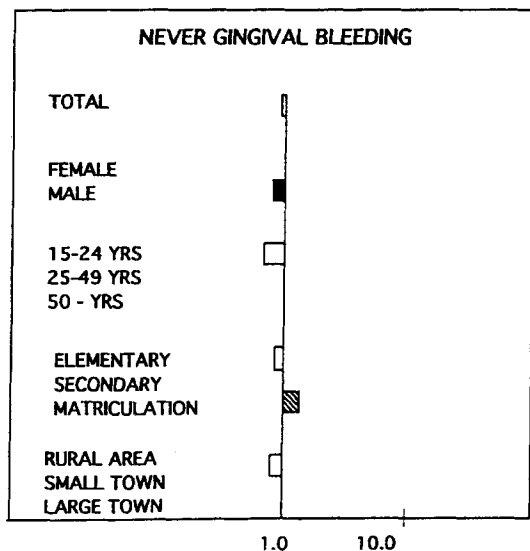 NEVER GINGIVAL BLEEDING
TOTAL
FEMALE
MALE
15-24 YRS
25-49 YRS
50 - YRS
ELEMENTARY
SECONDARY
MATRICULATION
RURAL AREA
SMALL TOWN
LARGE TOWN
1.0 10.0